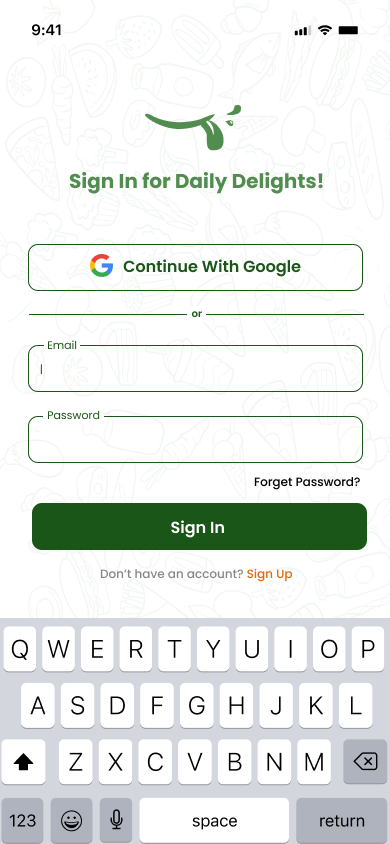 9:41
Sign In for Daily Delights!
Continue With Google
or
Email
Password
Forget Password?
Sign In
Don’t have an account? Sign Up
Q W E R T Y U I O P
A S D F G H J K L
Z X C V B N M
123 space return